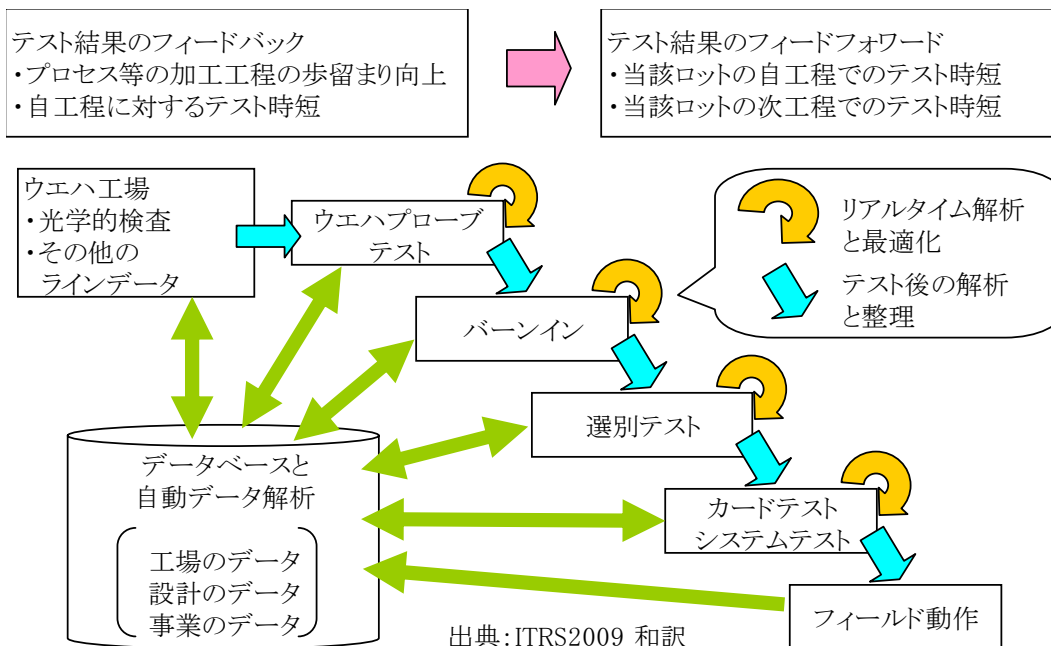 テスト結果のフィードバック
・プロセス等の加工工程の歩留まり向上
・自工程に対するテスト時短
テスト結果のフィードフォワード
・当該ロットの自工程でのテスト時短
・当該ロットの次工程でのテスト時短
ウエハ工場
・光学的検査
・その他の
ラインデータ
ウエハプローブ
テスト
リアルタイム解析
と最適化
テスト後の解析
と整理
バーンイン
選別テスト
データベースと
自動データ解析
工場のデータ
設計のデータ
事業のデータ
カードテスト
システムテスト
フィールド動作
出典:ITRS2009 和訳